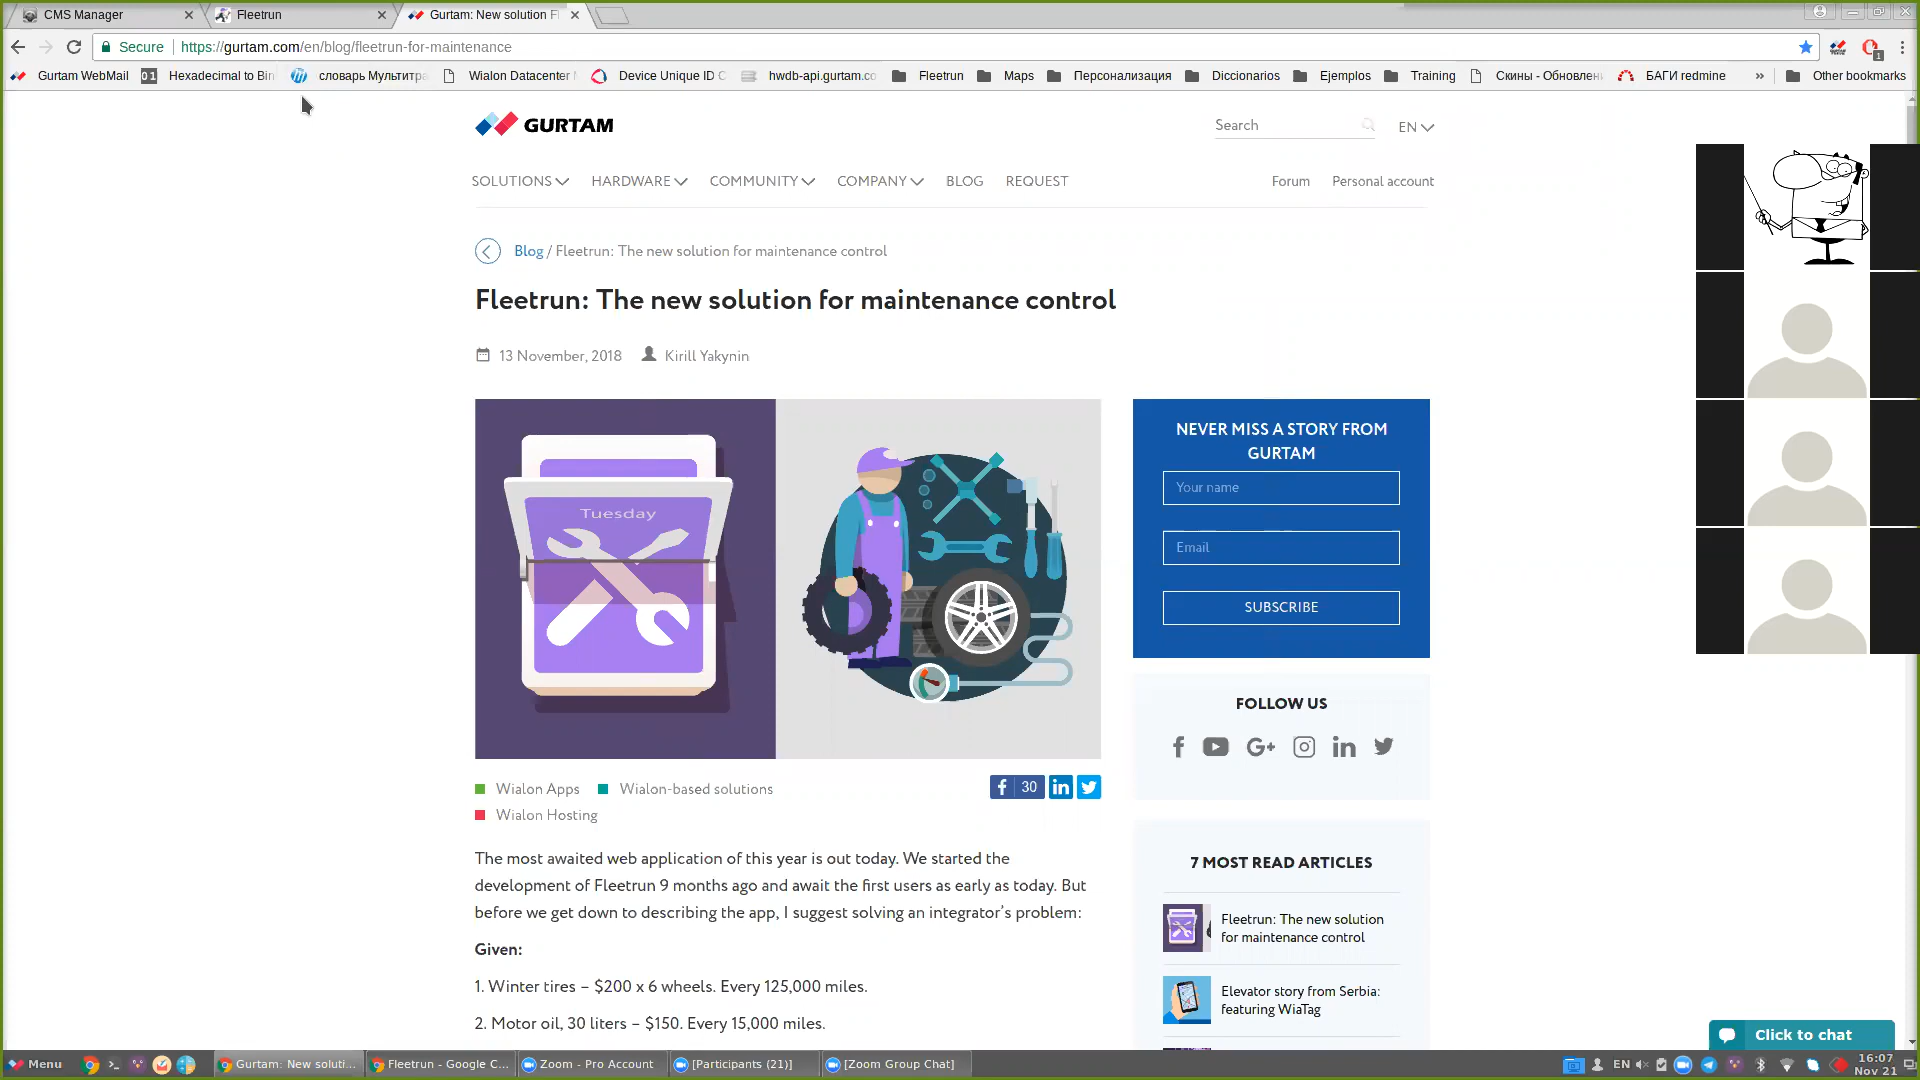 CMS Manager
Fleetrun
Gurtam: New solution F
Secure
https://gurtam.com/en/blog/fleetrun-for-maintenance
1
Gurtam WebMail
01
Hexadecimal to Bin
словарь Мультитра
Wialon Datacenter
Device Unique ID C
hwdb-api.gurtam.co
Fleetrun
Maps
Персонализация
Diccionarios
Ejemplos
Training
Скины - Обновлен
БАГИ redmine
»
Other bookmarks
GURTAM
Search
EN
SOLUTIONS
HARDWARE
COMMUNITY
COMPANY
BLOG
REQUEST
Forum
Personal account
Blog / Fleetrun: The new solution for maintenance control
Fleetrun: The new solution for maintenance control
13 November, 2018
Kirill Yakynin
Tuesday
NEVER MISS A STORY FROM
GURTAM
Your name
Email
SUBSCRIBE
FOLLOW US
Wialon Apps
Wialon-based solutions
Wialon Hosting
30
The most awaited web application of this year is out today. We started the
development of Fleetrun 9 months ago and await the first users as early as today. But
before we get down to describing the app, I suggest solving an integrator's problem:
Given:
1. Winter tires – $200 x 6 wheels. Every 125,000 miles.
2. Motor oil, 30 liters – $150. Every 15,000 miles.
7 MOST READ ARTICLES
Fleetrun: The new solution
for maintenance control
Elevator story from Serbia:
featuring WiaTag
Click to chat
Menu
Gurtam: New soluti...
Fleetrun - Google C...
Zoom - Pro Account
[Participants (21)]
[Zoom Group Chat]
EN
16:07
Nov 21